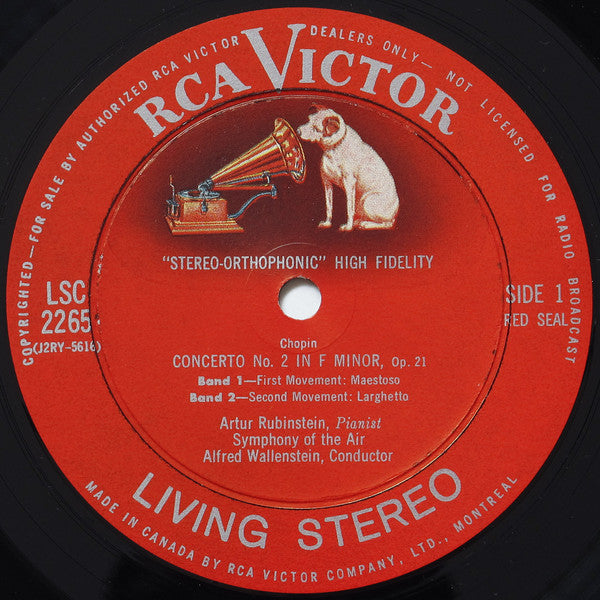 COPYRIGHTED—FOR SALE BY AUTHORIZED RCA VICTOR DEALERS ONLY—NOT LICENSED FOR RADIO BROADCAST
RCA VICTOR
"STEREO-ORTHOPHONIC" HIGH FIDELITY
LSC
2265
(J2RY-5616)
SIDE 1
RED SEAL
Chopin
CONCERTO No. 2 IN F MINOR, Op. 21
Band 1—First Movement: Maestoso
Band 2—Second Movement: Larghetto
Artur Rubinstein, Pianist
Symphony of the Air
Alfred Wallenstein, Conductor
LIVING STEREO
MADE IN CANADA BY RCA VICTOR COMPANY, LTD., MONTREAL